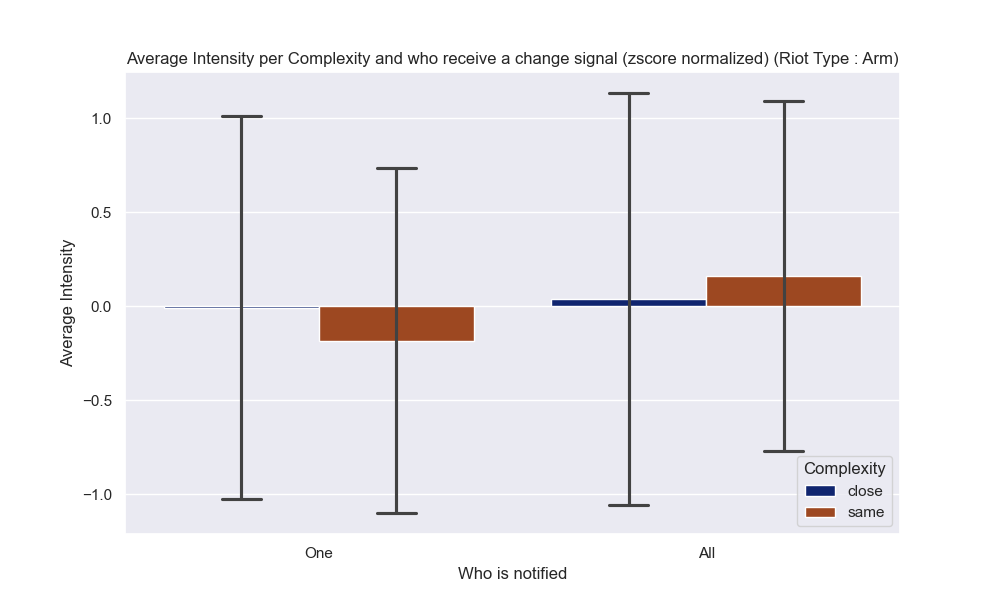 Average Intensity per Complexity and who receive a change signal (zscore normalized) (Riot Type : Arm)
1.0
0.5
0.0
−0.5
−1.0
Average Intensity
One
All
Who is notified
Complexity
close
same